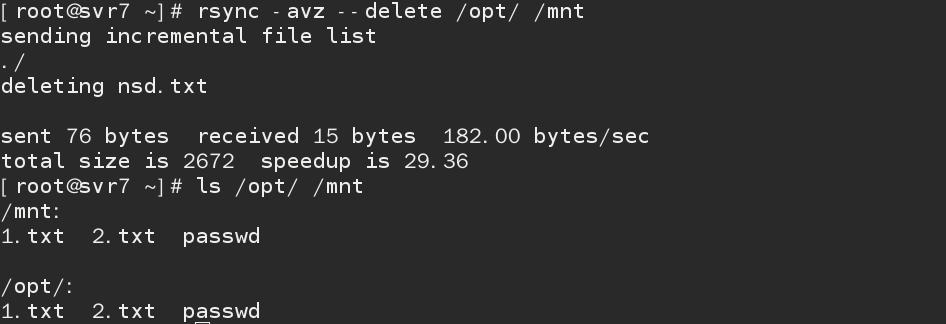 [root@svr7 ~]# rsync -avz --delete /opt/ /mnt
sending incremental file list
./
deleting nsd.txt
sent 76 bytes  received 15 bytes  182.00 bytes/sec
total size is 2672  speedup is 29.36
[root@svr7 ~]# ls /opt/ /mnt
/mnt:
1.txt  2.txt  passwd
/opt/:
1.txt  2.txt  passwd